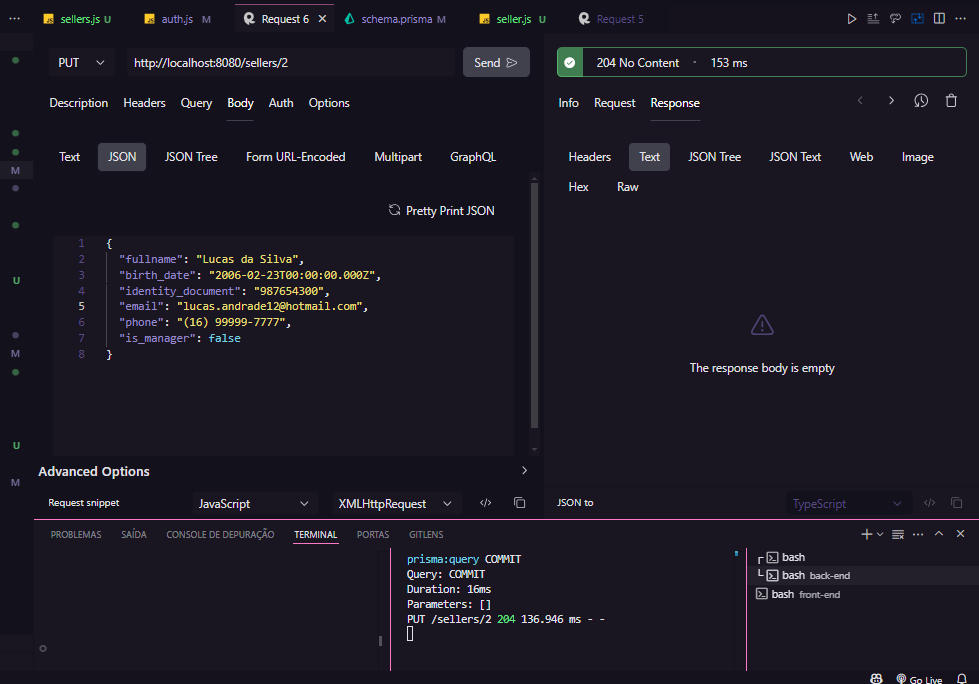 sellers.js U
auth.js M
Request 6
schema.prisma M
seller.js U
Request 5
PUT
http://localhost:8080/sellers/2
Send
204 No Content · 153 ms
Description Headers Query Body Auth Options
Info Request Response
Text JSON JSON Tree Form URL-Encoded Multipart GraphQL
Headers Text JSON Tree JSON Text Web Image
Hex Raw
M
Pretty Print JSON
1 {
2 "fullname": "Lucas da Silva",
3 "birth_date": "2006-02-23T00:00:00.000Z",
4 "identity_document": "987654300",
5 "email": "lucas.andrade12@hotmail.com",
6 "phone": "(16) 99999-7777",
7 "is_manager": false
8 }
U
M
U
M
The response body is empty
Advanced Options
Request snippet
JavaScript
XMLHttpRequest
JSON to
TypeScript
PROBLEMAS SAÍDA CONSOLE DE DEPURAÇÃO TERMINAL PORTAS GITLENS
prisma:query COMMIT
Query: COMMIT
Duration: 16ms
Parameters: []
PUT /sellers/2 204 136.946 ms - -
bash
bash back-end
bash front-end
Go Live